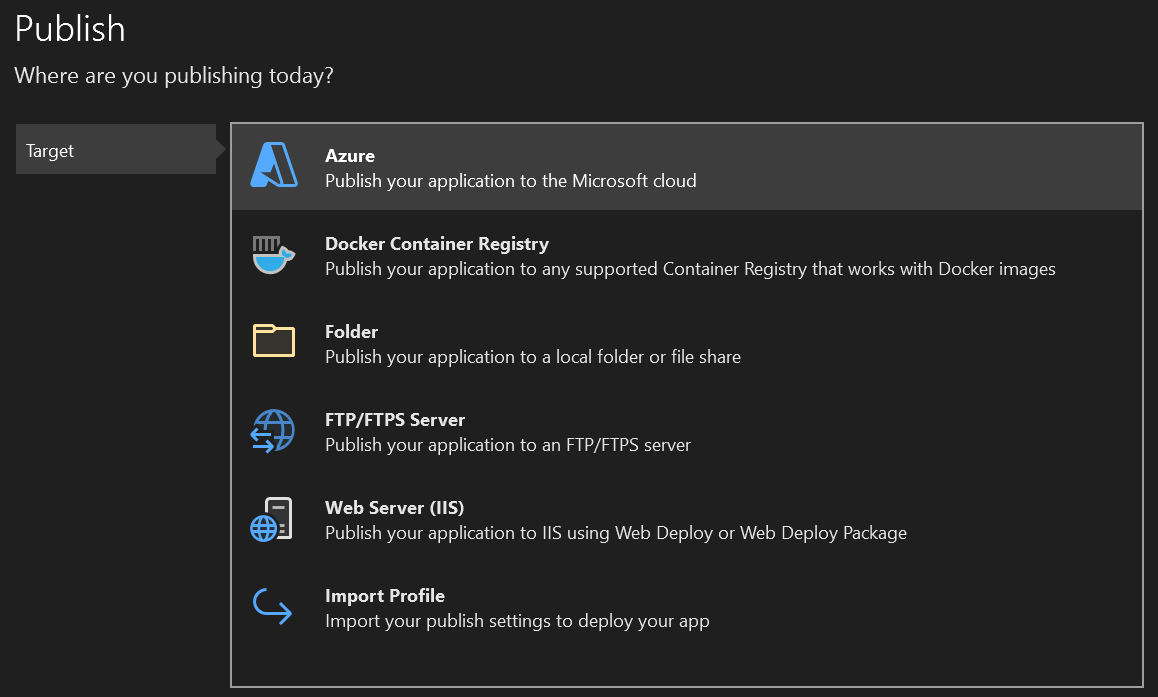 Publish
Where are you publishing today?
Target
Azure
Publish your application to the Microsoft cloud
Docker Container Registry
Publish your application to any supported Container Registry that works with Docker images
Folder
Publish your application to a local folder or file share
FTP/FTPS Server
Publish your application to an FTP/FTPS server
Web Server (IIS)
Publish your application to IIS using Web Deploy or Web Deploy Package
Import Profile
Import your publish settings to deploy your app